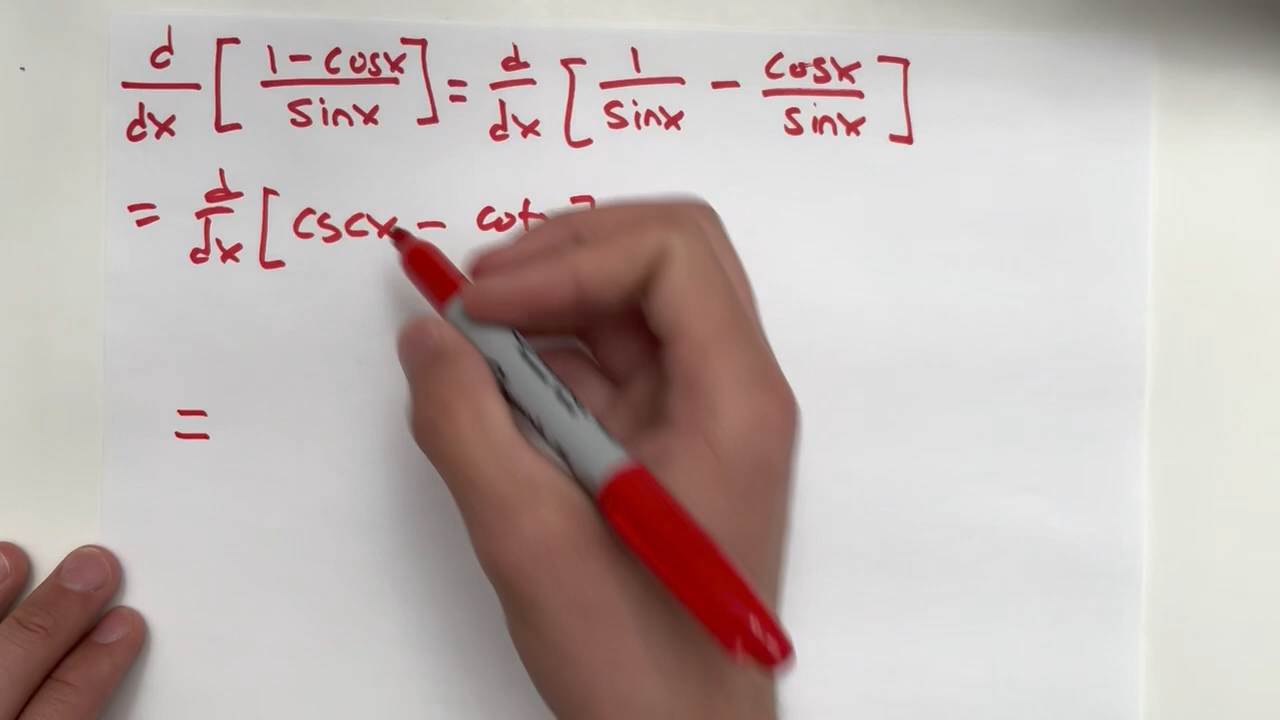 d/dx [ 1 - cosx / sinx ] = d/dx [ 1 / sinx - cosx / sinx ]
= d/dx [ cscx - cot ]
=